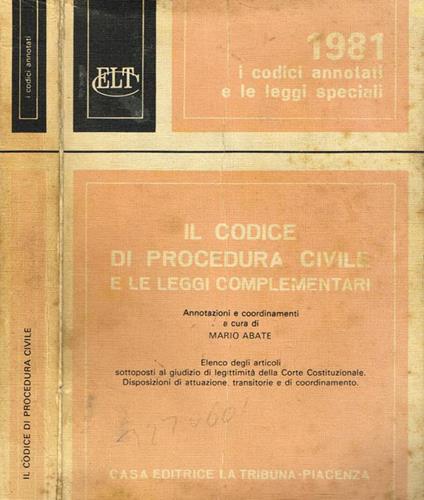 i codici annotati
IL CODICE DI PROCEDURA CIVILE
ELT
1981
i codici annotati
e le leggi speciali
IL CODICE
DI PROCEDURA CIVILE
E LE LEGGI COMPLEMENTARI
Annotazioni e coordinamenti
a cura di
MARIO ABATE
Elenco degli articoli
sottoposti al giudizio di legittimità della Corte Costituzionale.
Disposizioni di attuazione, transitorie e di coordinamento.
CASA EDITRICE LA TRIBUNA-PIACENZA